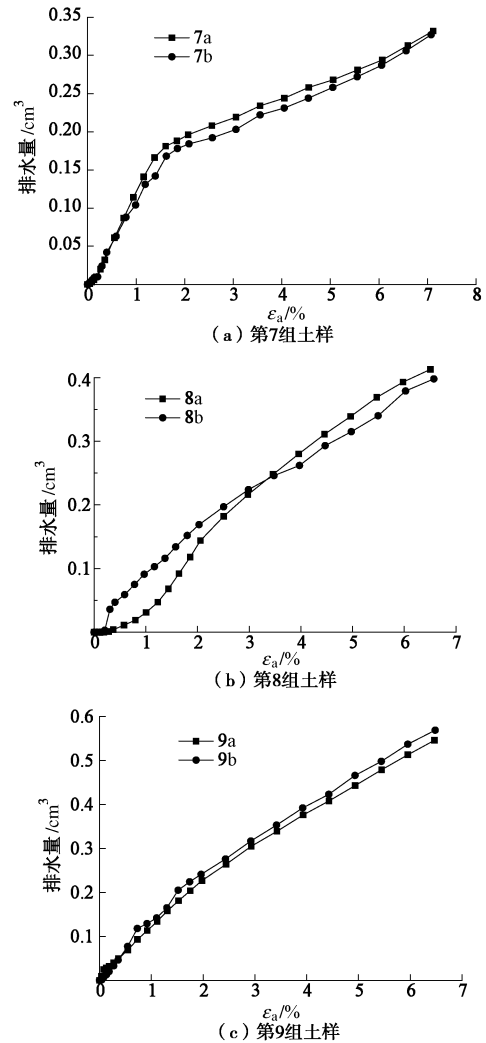 0.35
7a
7b
0.30
0.25
0.20
0.15
0.10
0.05
排水量/cm³
0 1 2 3 4 5 6 7 8
εa/%
（a）第7组土样
0.4
8a
8b
0.3
0.2
0.1
排水量/cm³
0 1 2 3 4 5 6 7
εa/%
（b）第8组土样
0.6
9a
9b
0.5
0.4
0.3
0.2
0.1
排水量/cm³
0 1 2 3 4 5 6 7
εa/%
（c）第9组土样